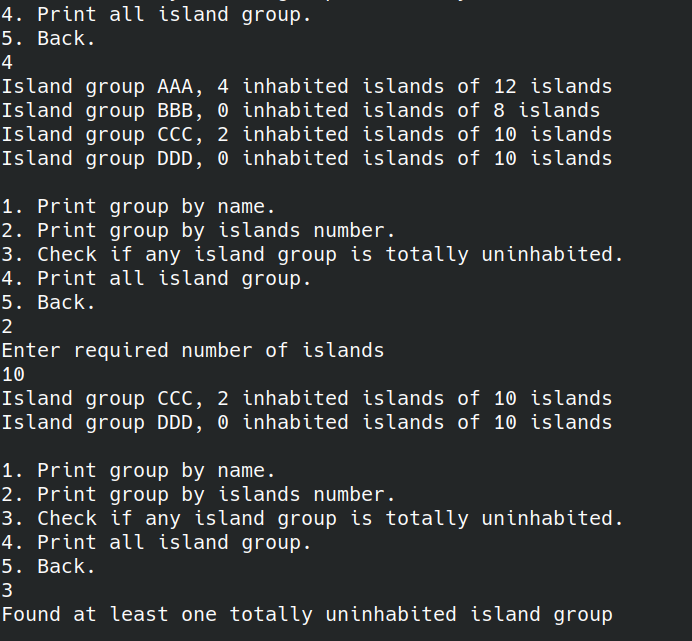 4. Print all island group.
5. Back.
4
Island group AAA, 4 inhabited islands of 12 islands
Island group BBB, 0 inhabited islands of 8 islands
Island group CCC, 2 inhabited islands of 10 islands
Island group DDD, 0 inhabited islands of 10 islands
1. Print group by name.
2. Print group by islands number.
3. Check if any island group is totally uninhabited.
4. Print all island group.
5. Back.
2
Enter required number of islands
10
Island group CCC, 2 inhabited islands of 10 islands
Island group DDD, 0 inhabited islands of 10 islands
1. Print group by name.
2. Print group by islands number.
3. Check if any island group is totally uninhabited.
4. Print all island group.
5. Back.
3
Found at least one totally uninhabited island group